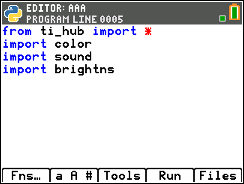 EDITOR: AAA
PROGRAM LINE 0005
from ti_hub import *
import color
import sound
import brightns
Fns… a A # Tools Run Files